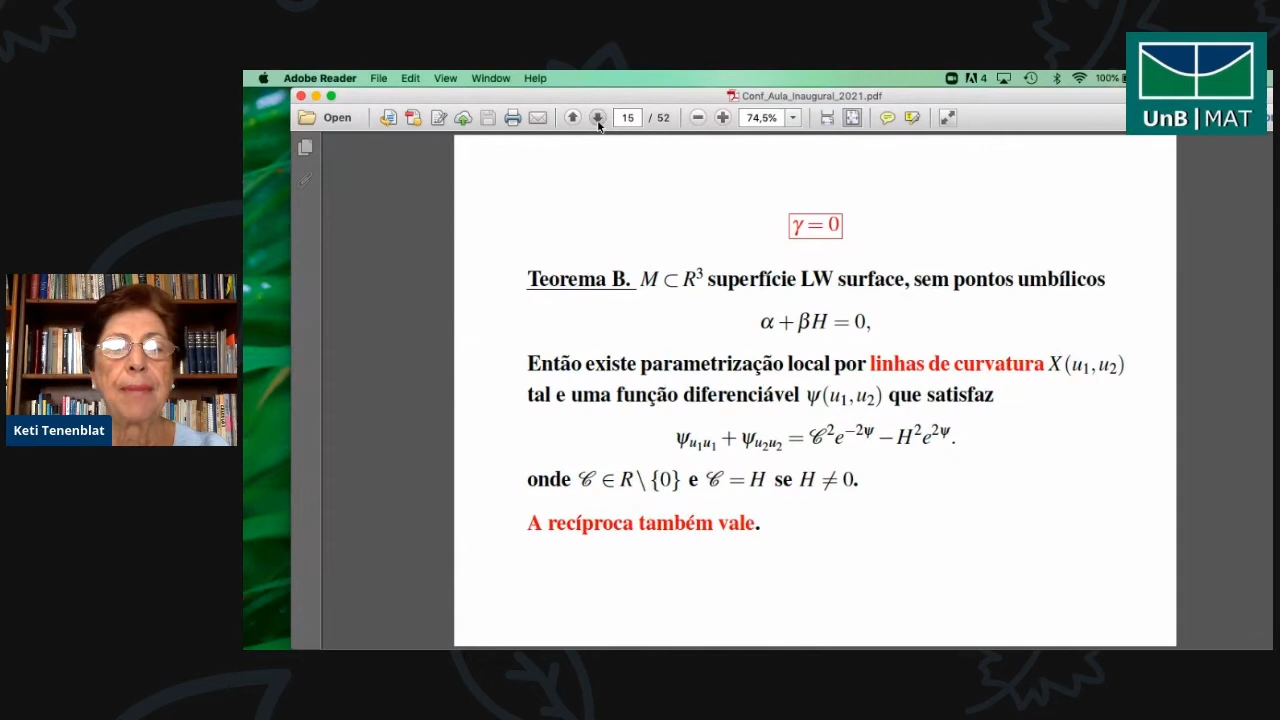 Adobe Reader File Edit View Window Help
4 100%
Conf_Aula_Inaugural_2021.pdf
Open 15 / 52 74,5%
UnB | MAT
γ = 0
Teorema B. M ⊂ R³ superfície LW surface, sem pontos umbílicos
α + βH = 0,
Então existe parametrização local por linhas de curvatura X(u₁, u₂)
tal e uma função diferenciável ψ(u₁, u₂) que satisfaz
ψ_{u₁u₁} + ψ_{u₂u₂} = 𝒞²e^{−2ψ} − H²e^{2ψ}.
onde 𝒞 ∈ R \ {0} e 𝒞 = H se H ≠ 0.
A recíproca também vale.
Keti Tenenblat